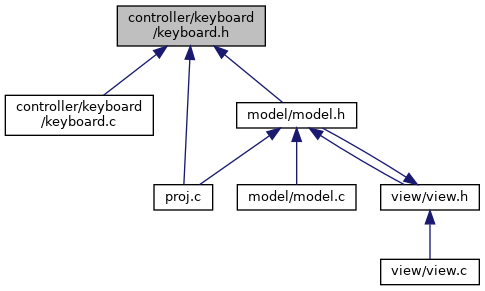 controller/keyboard
/keyboard.h
controller/keyboard
/keyboard.c
model/model.h
proj.c
model/model.c
view/view.h
view/view.c